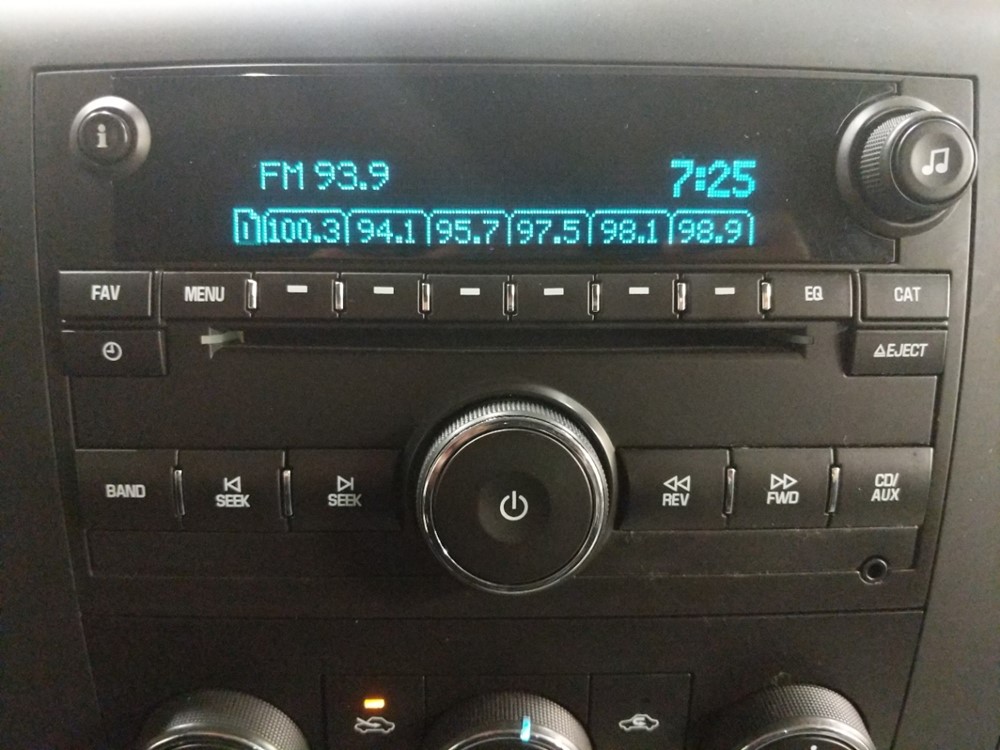 i
FM 93.9 7:25
1 100.3 94.1 95.7 97.5 98.1 98.9
FAV MENU EQ CAT
EJECT
BAND SEEK SEEK REV FWD CD/
AUX